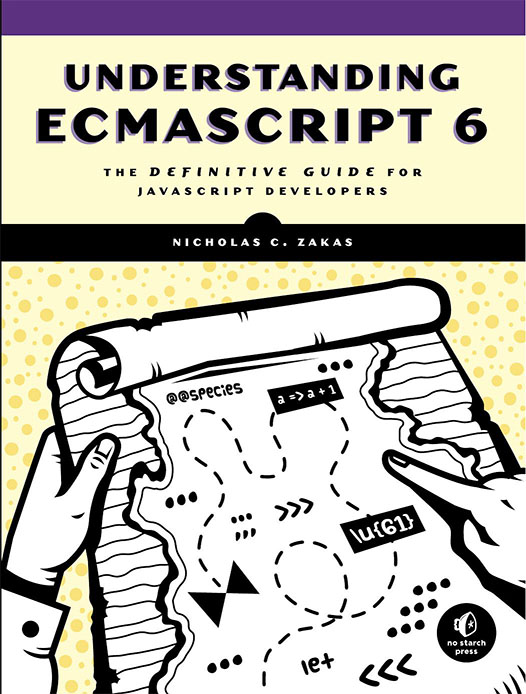 UNDERSTANDING
ECMASCRIPT 6
THE DEFINITIVE GUIDE FOR
JAVASCRIPT DEVELOPERS
NICHOLAS C. ZAKAS
@@species
a => a + 1
...
...
>>>
\u{61}
...
let
<<<
no starch
press